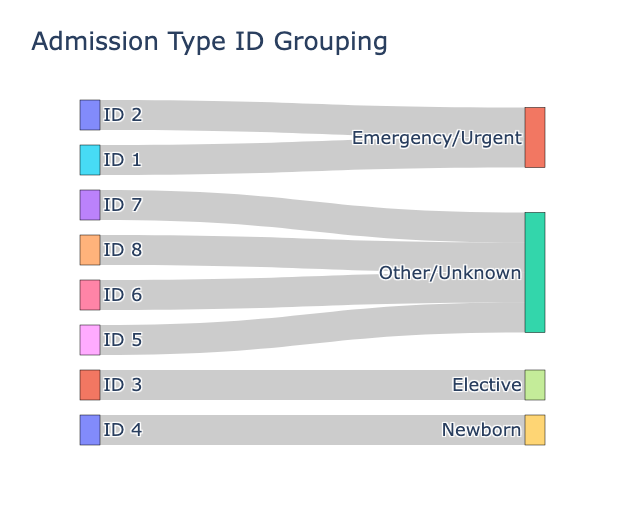 Admission Type ID Grouping
ID 2
ID 1
ID 7
ID 8
ID 6
ID 5
ID 3
ID 4
Emergency/Urgent
Other/Unknown
Elective
Newborn